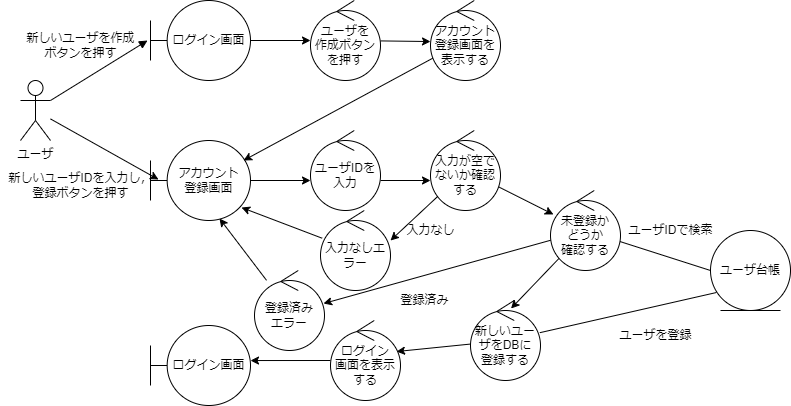 新しいユーザを作成
ボタンを押す
ログイン画面
ユーザを
作成ボタン
を押す
アカウント
登録画面を
表示する
ユーザ
新しいユーザIDを入力し,
登録ボタンを押す
アカウント
登録画面
ユーザIDを
入力
入力が空で
ないか確認
する
入力なし
入力なしエ
ラー
未登録か
どうか
確認する
ユーザIDで検索
ユーザ台帳
登録済み
登録済み
エラー
ユーザを登録
新しいユー
ザをDBに
登録する
ログイン
画面を表示
する
ログイン画面